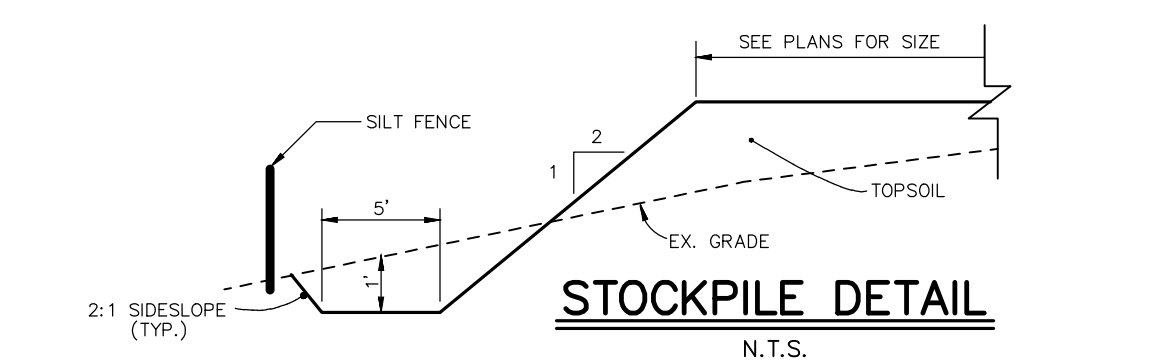 SEE PLANS FOR SIZE
SILT FENCE
2
1
TOPSOIL
5'
EX. GRADE
1'
2:1 SIDESLOPE
(TYP.)
STOCKPILE DETAIL
N.T.S.